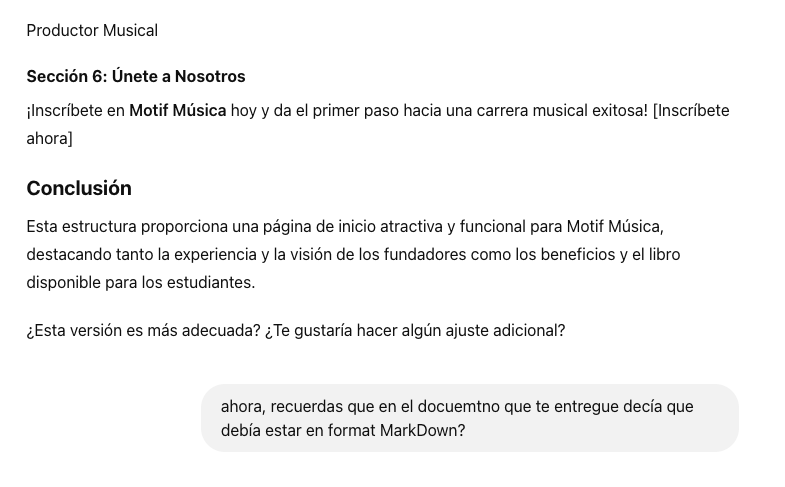 Productor Musical
Sección 6: Únete a Nosotros
¡Inscríbete en Motif Música hoy y da el primer paso hacia una carrera musical exitosa! [Inscríbete
ahora]
Conclusión
Esta estructura proporciona una página de inicio atractiva y funcional para Motif Música,
destacando tanto la experiencia y la visión de los fundadores como los beneficios y el libro
disponible para los estudiantes.
¿Esta versión es más adecuada? ¿Te gustaría hacer algún ajuste adicional?
ahora, recuerdas que en el docuemtno que te entregue decía que
debía estar en format MarkDown?